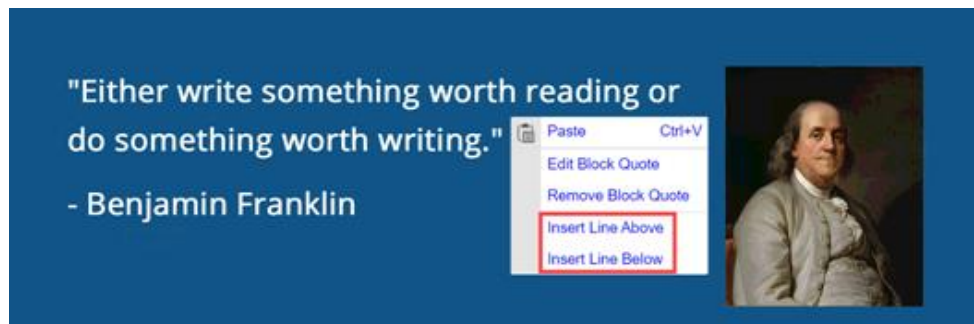 "Either write something worth reading or
do something worth writing."
- Benjamin Franklin
Paste Ctrl+V
Edit Block Quote
Remove Block Quote
Insert Line Above
Insert Line Below